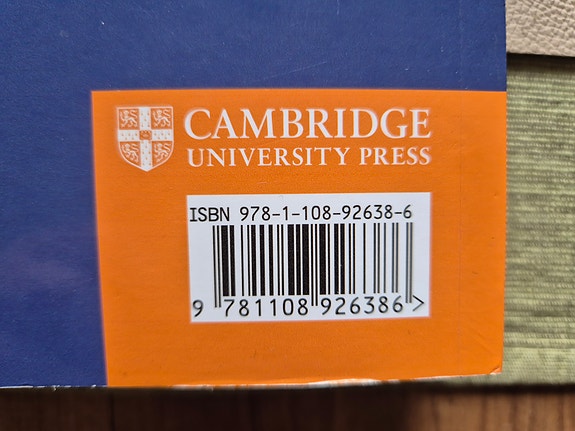 CAMBRIDGE
UNIVERSITY PRESS
ISBN 978-1-108-92638-6
9 781108 926386 >